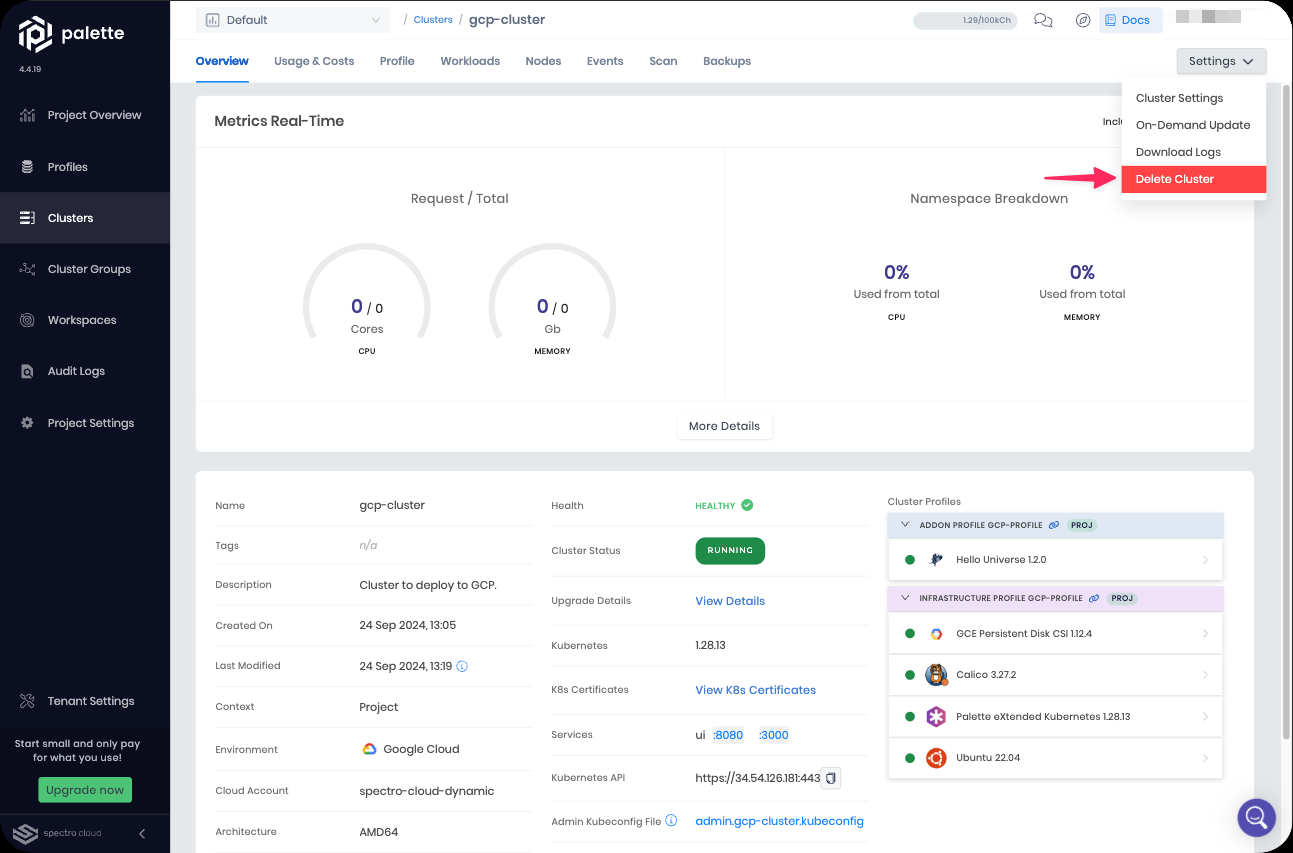 palette
4.4.19
Project Overview
Profiles
Clusters
Cluster Groups
Workspaces
Audit Logs
Project Settings
Tenant Settings
Start small and only pay
for what you use!
Upgrade now
spectro cloud
Default
/ Clusters / gcp-cluster
1.29/100kCh
Docs
Overview Usage & Costs Profile Workloads Nodes Events Scan Backups
Settings
Cluster Settings
On-Demand Update
Download Logs
Delete Cluster
Metrics Real-Time
Request / Total
0 / 0
Cores
CPU
0 / 0
Gb
MEMORY
Namespace Breakdown
0%
Used from total
CPU
0%
Used from total
MEMORY
More Details
Name gcp-cluster
Tags n/a
Description Cluster to deploy to GCP.
Created On 24 Sep 2024, 13:05
Last Modified 24 Sep 2024, 13:19
Context Project
Environment Google Cloud
Cloud Account spectro-cloud-dynamic
Architecture AMD64
Health HEALTHY
Cluster Status RUNNING
Upgrade Details View Details
Kubernetes 1.28.13
K8s Certificates View K8s Certificates
Services ui :8080 :3000
Kubernetes API https://34.54.126.181:443
Admin Kubeconfig File admin.gcp-cluster.kubeconfig
Cluster Profiles
ADDON PROFILE GCP-PROFILE PROJ
Hello Universe 1.2.0
INFRASTRUCTURE PROFILE GCP-PROFILE PROJ
GCE Persistent Disk CSI 1.12.4
Calico 3.27.2
Palette eXtended Kubernetes 1.28.13
Ubuntu 22.04